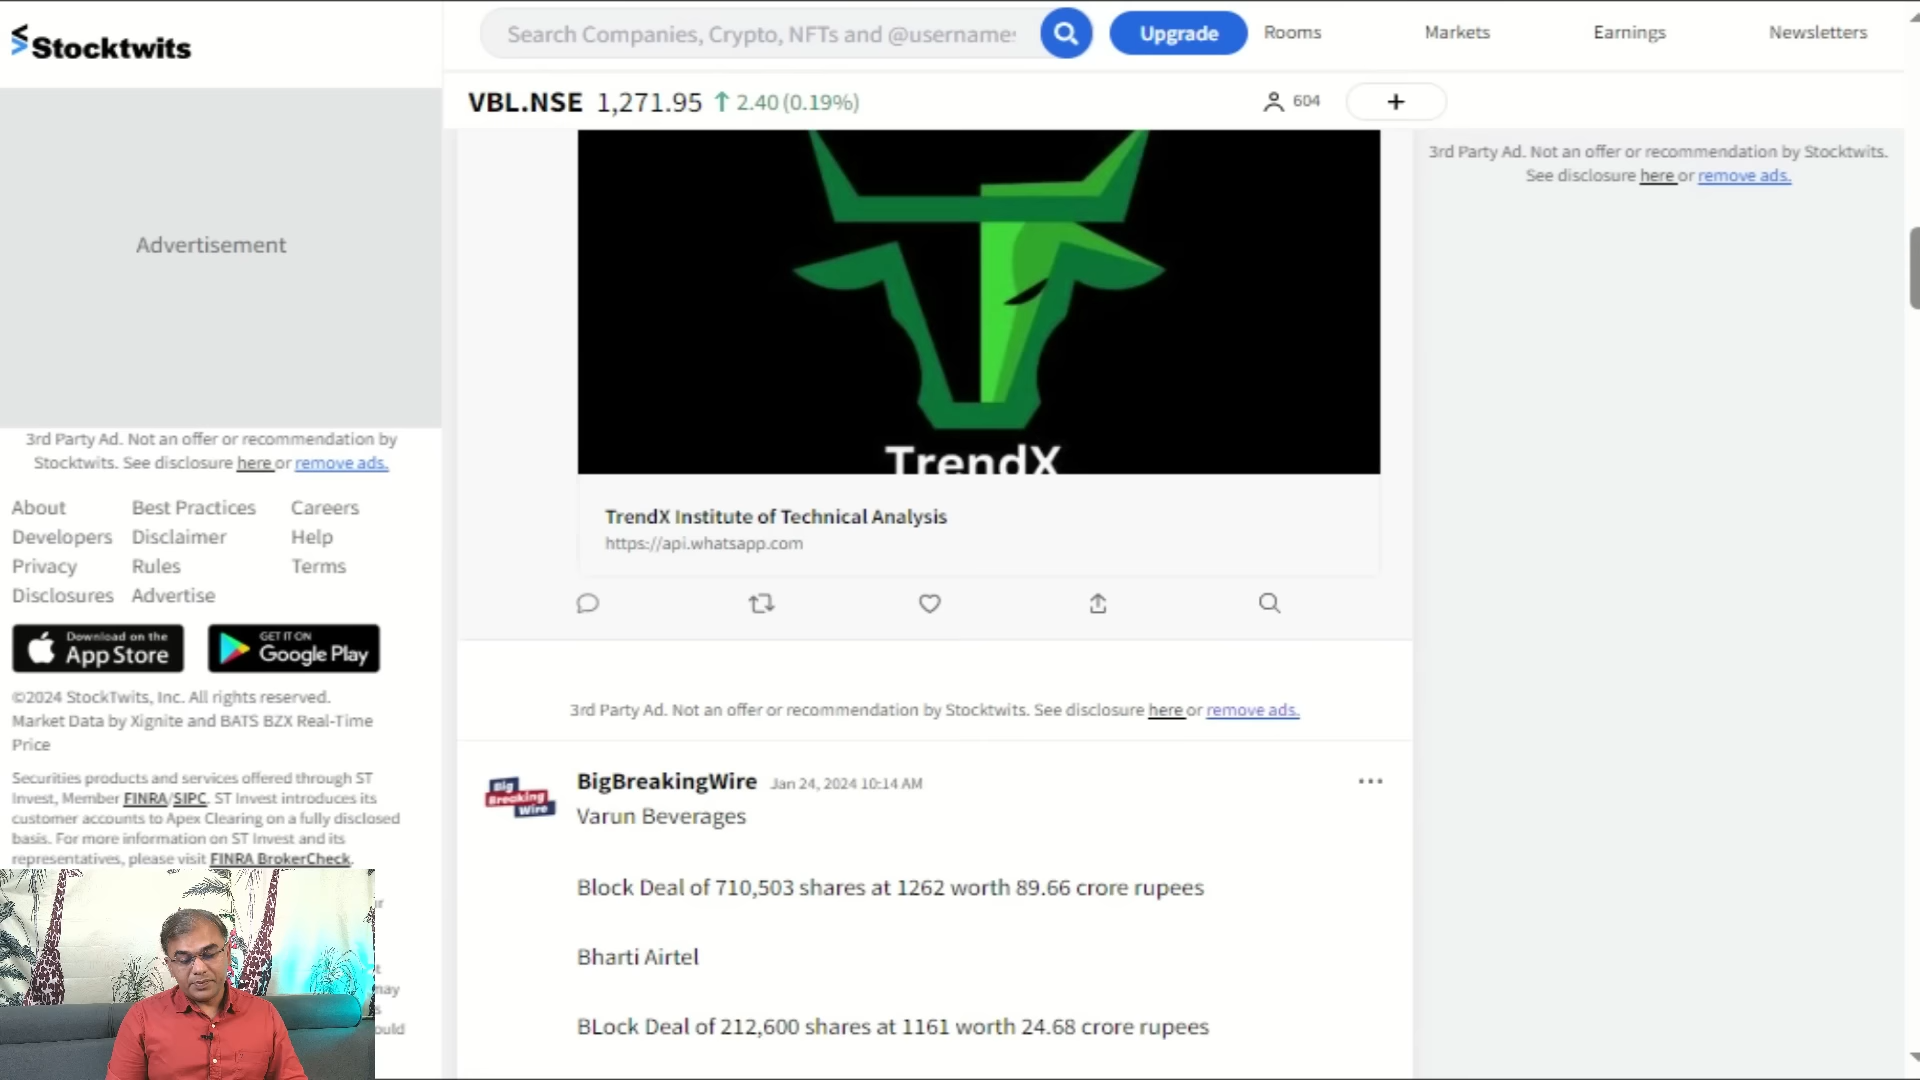 Stocktwits
Search Companies, Crypto, NFTs and @username
Upgrade
Rooms
Markets
Earnings
Newsletters
VBL.NSE 1,271.95 ↑ 2.40 (0.19%)
604
+
Advertisement
3rd Party Ad. Not an offer or recommendation by
Stocktwits. See disclosure here or remove ads.
About
Best Practices
Careers
Developers
Disclaimer
Help
Privacy
Rules
Terms
Disclosures
Advertise
Download on the
App Store
GET IT ON
Google Play
©2024 StockTwits, Inc. All rights reserved.
Market Data by Xignite and BATS BZX Real-Time
Price
Securities products and services offered through ST
Invest, Member FINRA/SIPC. ST Invest introduces its
customer accounts to Apex Clearing on a fully disclosed
basis. For more information on ST Invest and its
representatives, please visit FINRA BrokerCheck.
TrendX
TrendX Institute of Technical Analysis
https://api.whatsapp.com
3rd Party Ad. Not an offer or recommendation by Stocktwits. See disclosure here or remove ads.
Big
Breaking
Wire
BigBreakingWire Jan 24, 2024 10:14 AM
Varun Beverages
Block Deal of 710,503 shares at 1262 worth 89.66 crore rupees
Bharti Airtel
BLock Deal of 212,600 shares at 1161 worth 24.68 crore rupees
3rd Party Ad. Not an offer or recommendation by Stocktwits.
See disclosure here or remove ads.